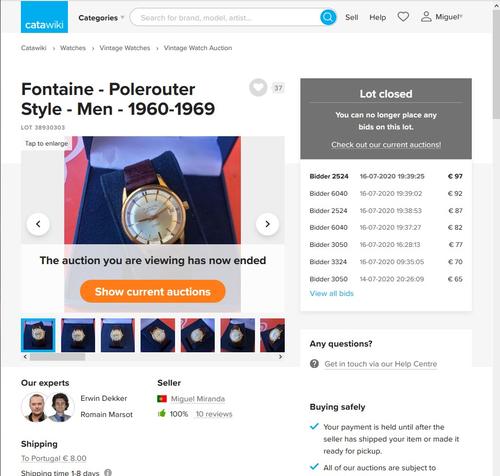 catawiki
Categories
Search for brand, model, artist...
Sell
Help
Miguel
Catawiki > Watches > Vintage Watches > Vintage Watch Auction
Fontaine - Polerouter
Style - Men - 1960-1969
37
LOT 38930303
Tap to enlarge
The auction you are viewing has now ended
Show current auctions
Lot closed
You can no longer place any
bids on this lot.
Check out our current auctions!
Bidder 2524 16-07-2020 19:39:25 € 97
Bidder 6040 16-07-2020 19:39:02 € 92
Bidder 2524 16-07-2020 19:38:53 € 87
Bidder 6040 16-07-2020 19:37:27 € 82
Bidder 3050 16-07-2020 16:28:13 € 77
Bidder 3324 16-07-2020 09:35:05 € 70
Bidder 3050 14-07-2020 20:26:09 € 65
View all bids
Any questions?
Get in touch via our Help Centre
Our experts
Erwin Dekker
Romain Marsot
Seller
Miguel Miranda
100% 10 reviews
Shipping
To Portugal € 8.00
Shipping time 1-8 days
Buying safely
Your payment is held until after the
seller has shipped your item or made it
ready for pickup.
All of our auctions are subject to